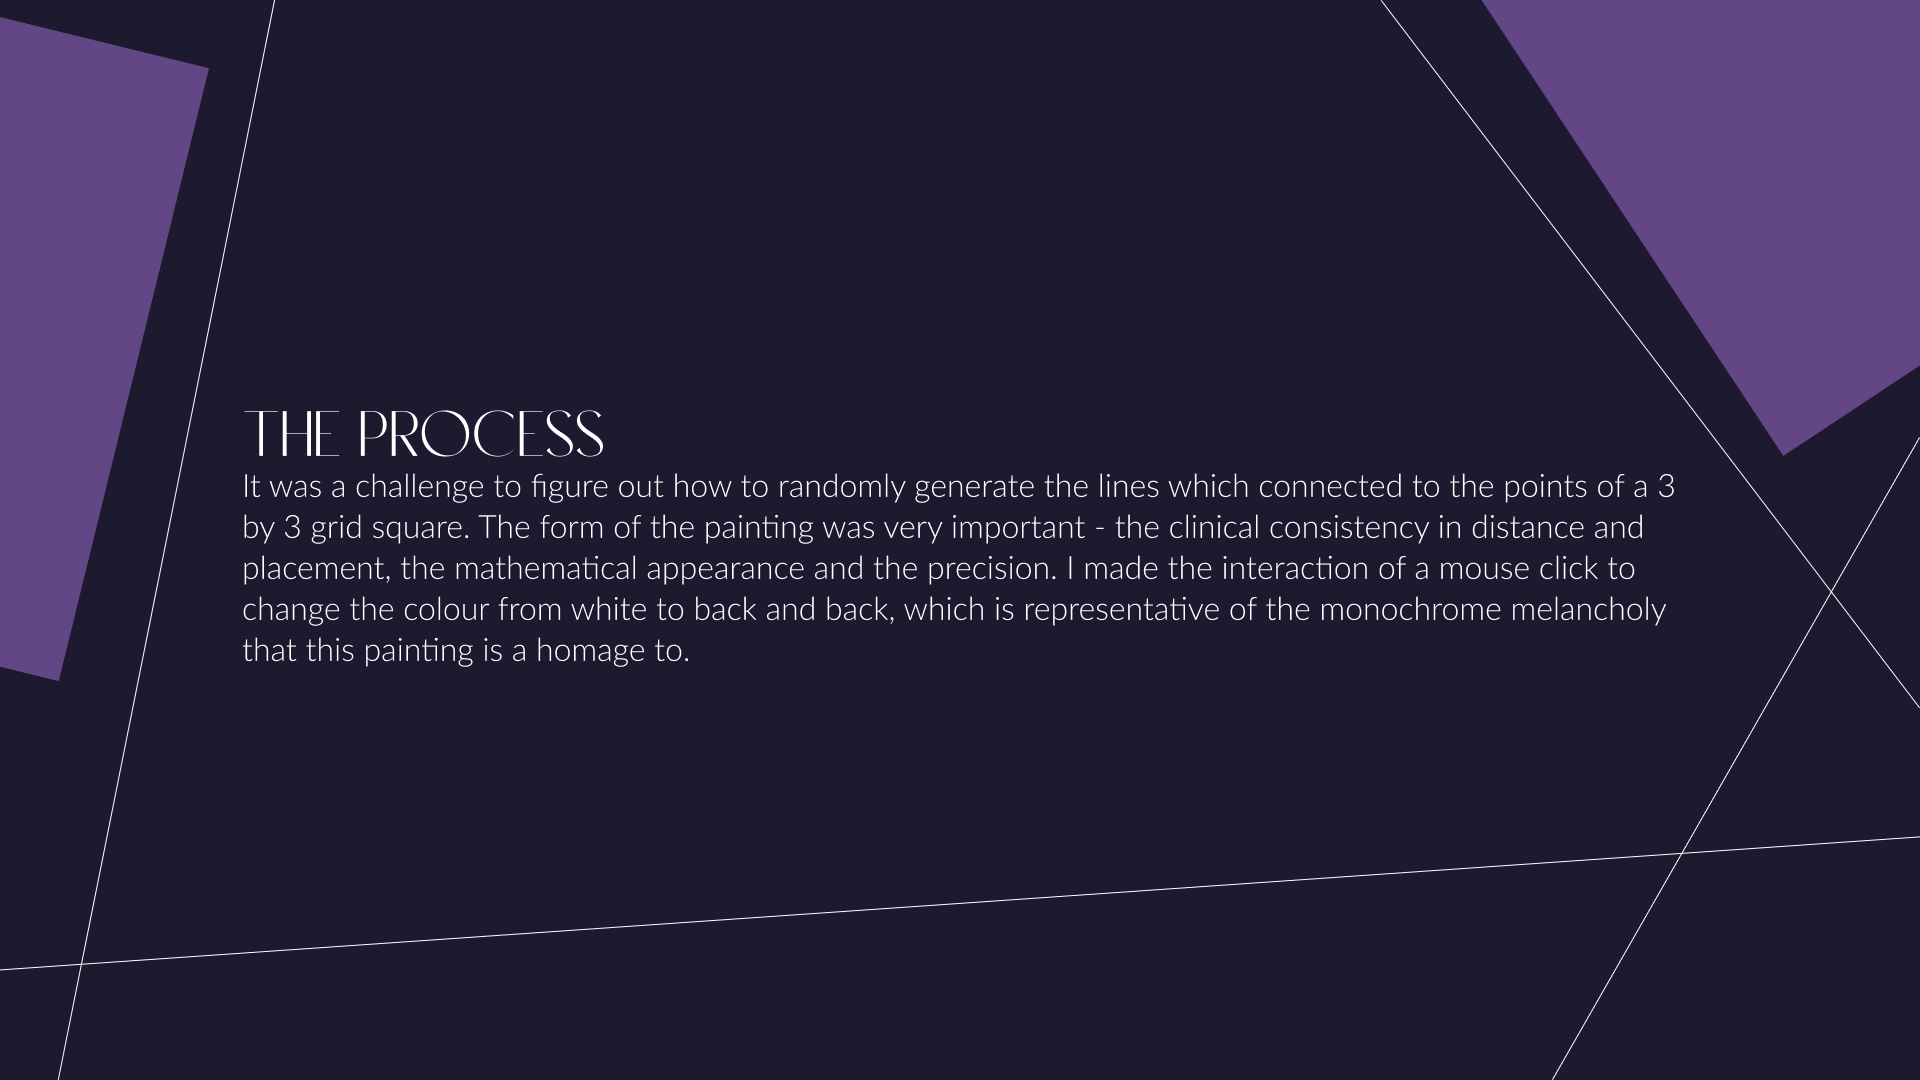 THE PROCESS
It was a challenge to figure out how to randomly generate the lines which connected to the points of a 3
by 3 grid square. The form of the painting was very important - the clinical consistency in distance and
placement, the mathematical appearance and the precision. I made the interaction of a mouse click to
change the colour from white to back and back, which is representative of the monochrome melancholy
that this painting is a homage to.